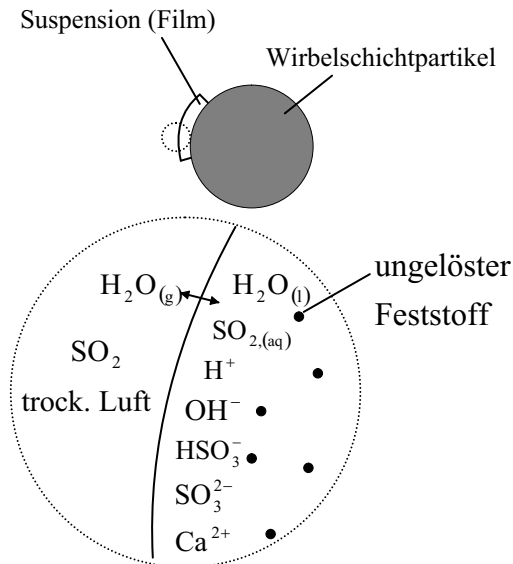 Suspension (Film)
Wirbelschichtpartikel
H₂O₍g₎ H₂O₍l₎
ungelöster
Feststoff
SO₂,₍aq₎
SO₂
H⁺
trock. Luft
OH⁻
HSO₃⁻
SO₃²⁻
Ca²⁺